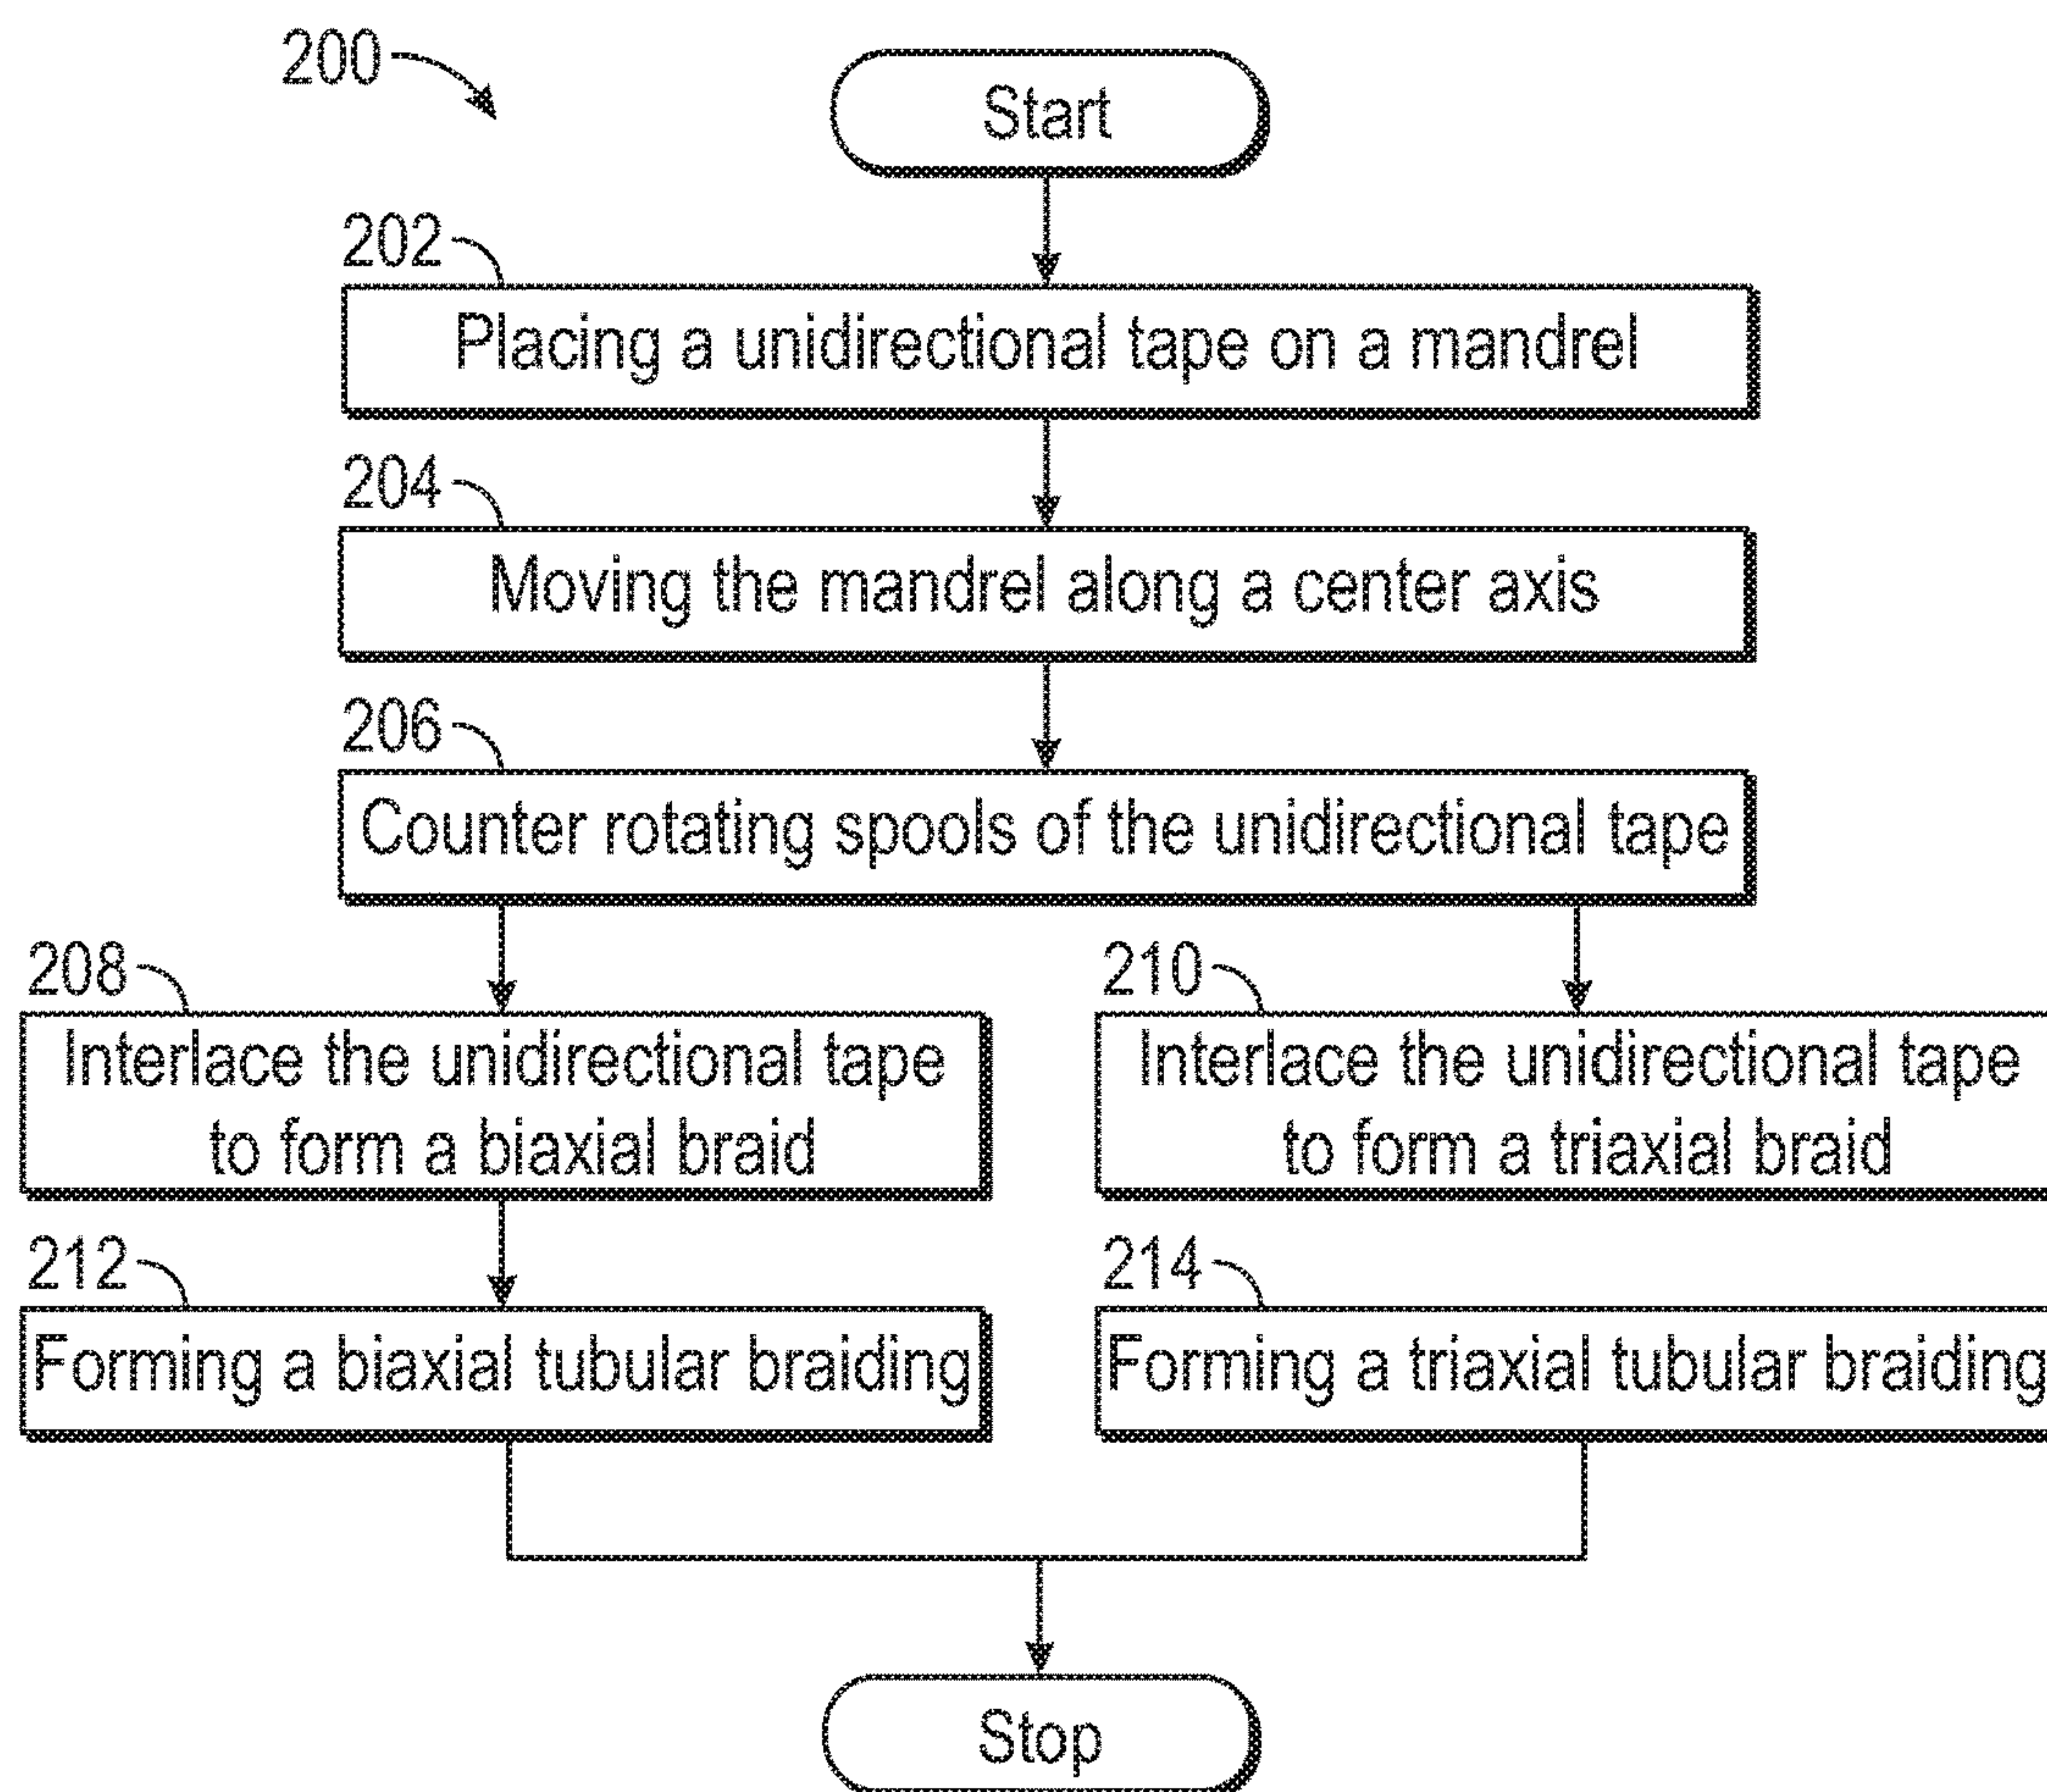 200
Start
202
Placing a unidirectional tape on a mandrel
204
Moving the mandrel along a center axis
206
Counter rotating spools of the unidirectional tape
208
Interlace the unidirectional tape
to form a biaxial braid
210
Interlace the unidirectional tape
to form a triaxial braid
212
Forming a biaxial tubular braiding
214
Forming a triaxial tubular braiding
Stop